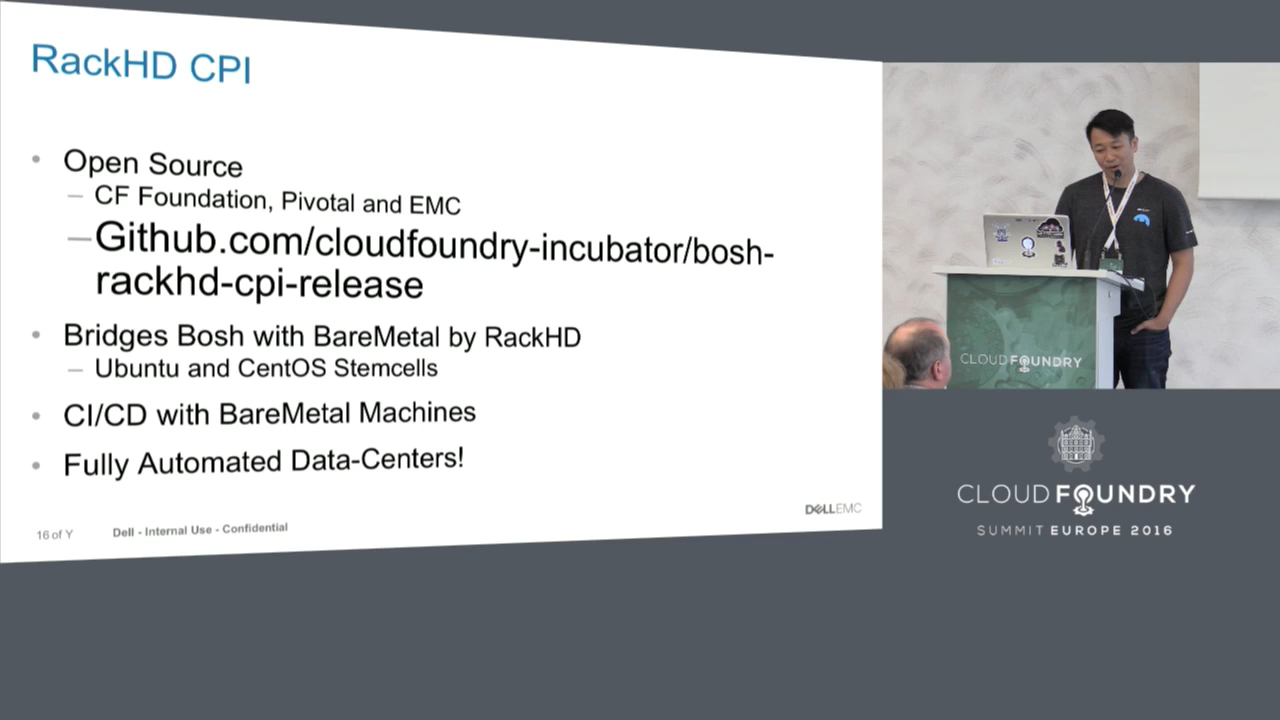 RackHD CPI
• Open Source
– CF Foundation, Pivotal and EMC
– Github.com/cloudfoundry-incubator/bosh-
rackhd-cpi-release
• Bridges Bosh with BareMetal by RackHD
– Ubuntu and CentOS Stemcells
• CI/CD with BareMetal Machines
• Fully Automated Data-Centers!
16 of Y
Dell - Internal Use - Confidential
DELLEMC
CLOUD FOUNDRY
CLOUD FOUNDRY
SUMMIT EUROPE 2016